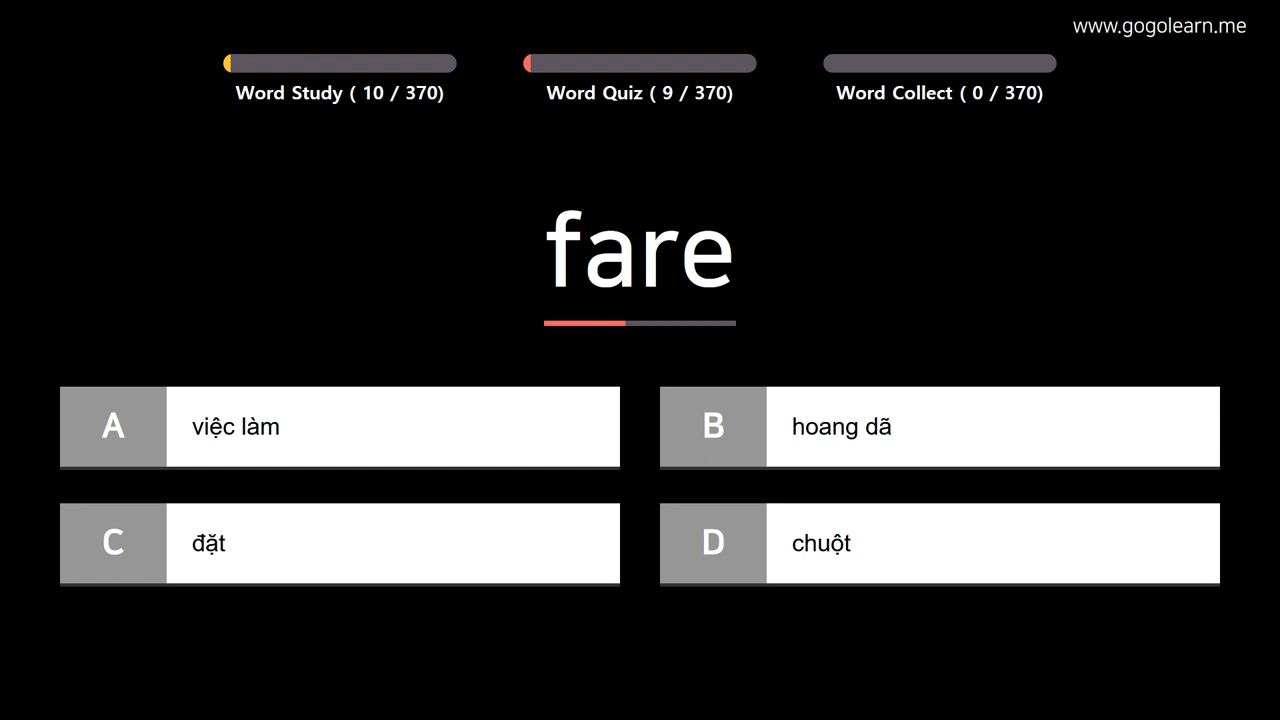 www.gogolearn.me
Word Study ( 10 / 370)
Word Quiz ( 9 / 370)
Word Collect ( 0 / 370)
fare
A việc làm
B hoang dã
C đặt
D chuột